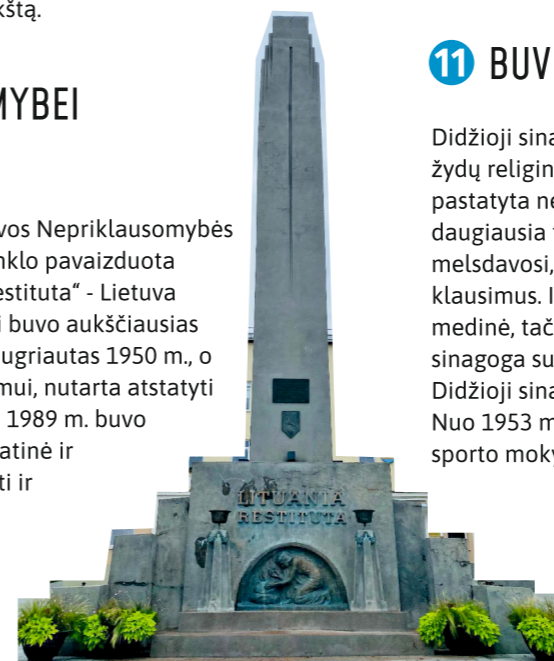 kštą.
MYBEI
vos Nepriklausomybės
nklo pavaizduota
estituta“ - Lietuva
i buvo aukščiausias
ugriautas 1950 m., o
mui, nutarta atstatyti
1989 m. buvo
atinė ir
ti ir
LITUANIA
RESTITUTA
11 BUV
Didžioji sina
žydų religin
pastatyta ne
daugiausia
melsdavosi,
klausimus. I
medinė, tač
sinagoga su
Didžioji sina
Nuo 1953 m
sporto moky